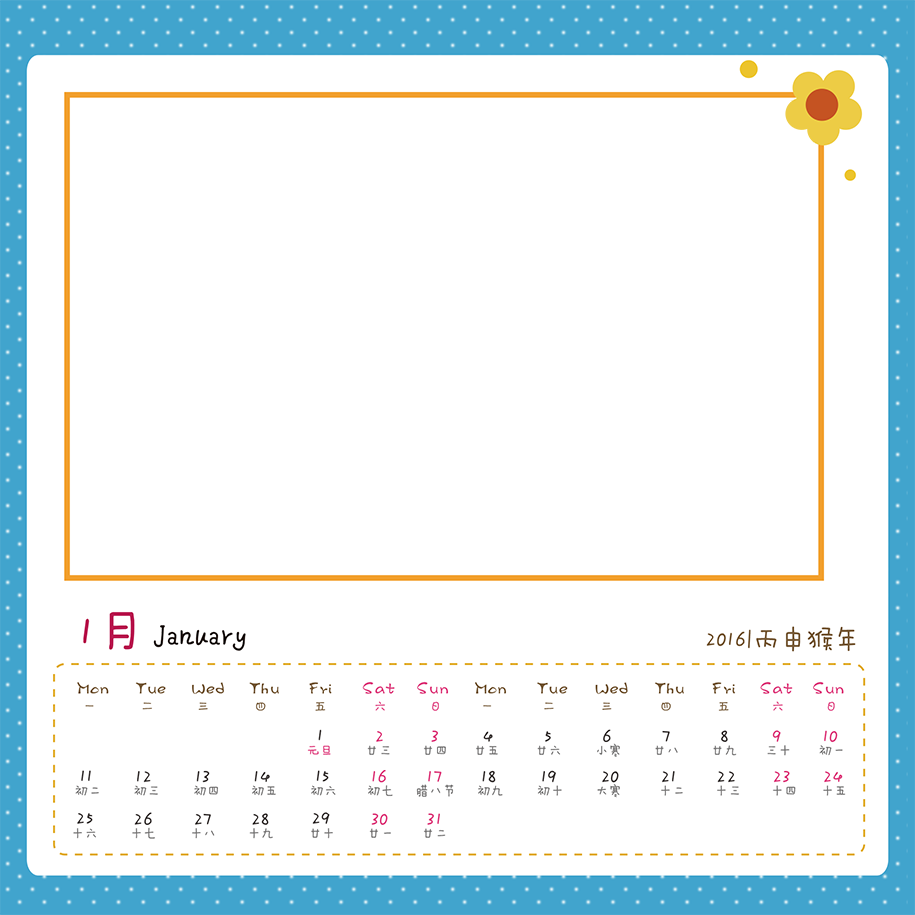 1月 January
2016|丙申猴年
Mon Tue Wed Thu Fri Sat Sun Mon Tue Wed Thu Fri Sat Sun
一 二 三 四 五 六 日 一 二 三 四 五 六 日
1 2 3 4 5 6 7 8 9 10
元旦 廿三 廿四 廿五 廿六 小寒 廿八 廿九 三十 初一
11 12 13 14 15 16 17 18 19 20 21 22 23 24
初二 初三 初四 初五 初六 初七 腊八节 初九 初十 大寒 十二 十三 十四 十五
25 26 27 28 29 30 31
十六 十七 十八 十九 廿十 廿一 廿二